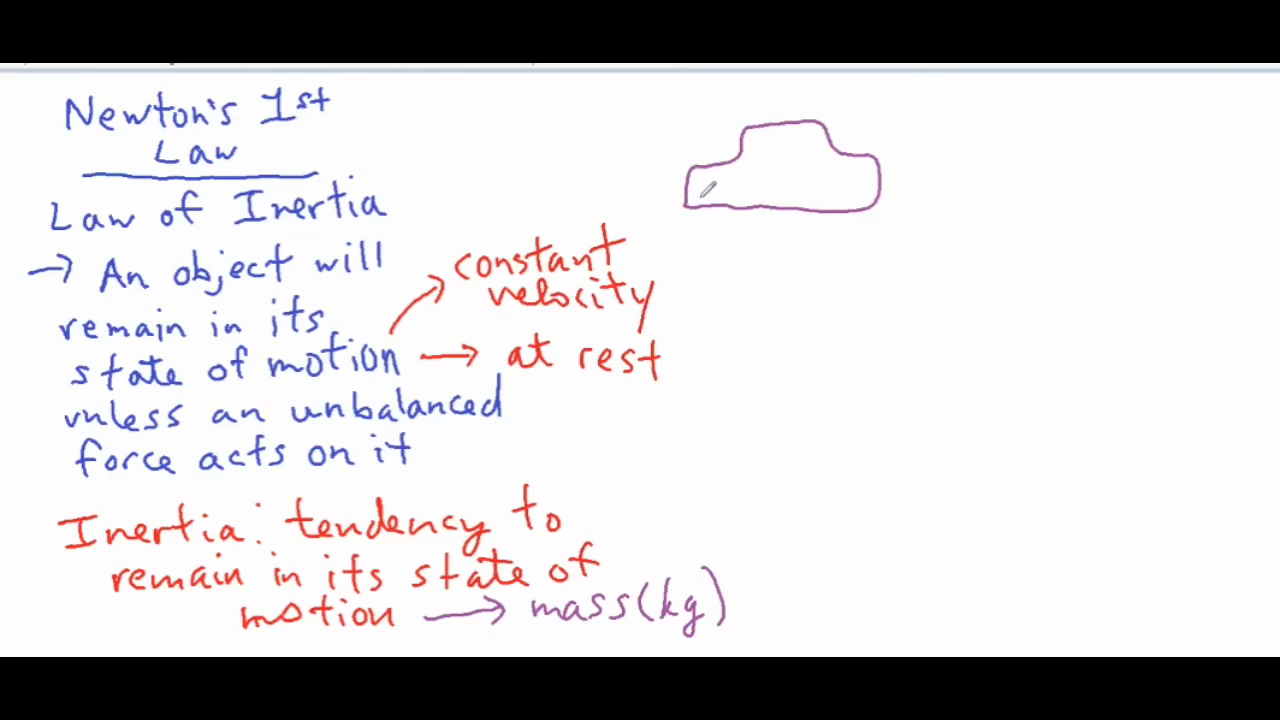 Newton's 1st
Law
Law of Inertia
→ An object will
remain in its
state of motion → at rest
constant
velocity
unless an unbalanced
force acts on it
Inertia: tendency to
remain in its state of
motion → mass(kg)